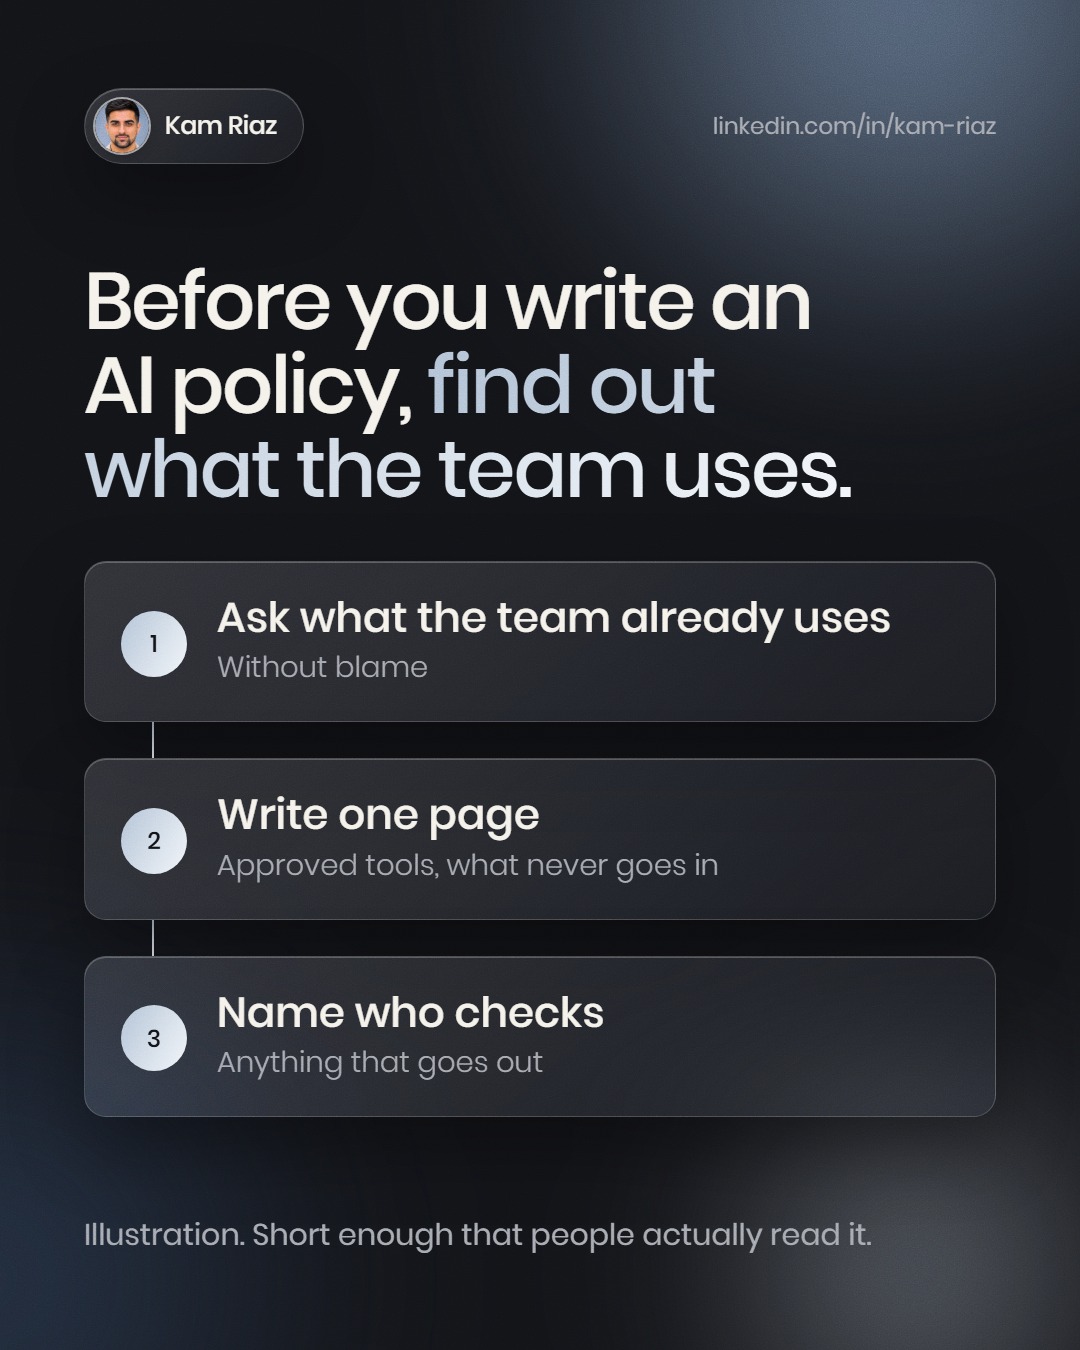 Kam Riaz
linkedin.com/in/kam-riaz
Before you write an
AI policy, find out
what the team uses.
1
Ask what the team already uses
Without blame
2
Write one page
Approved tools, what never goes in
3
Name who checks
Anything that goes out
Illustration. Short enough that people actually read it.